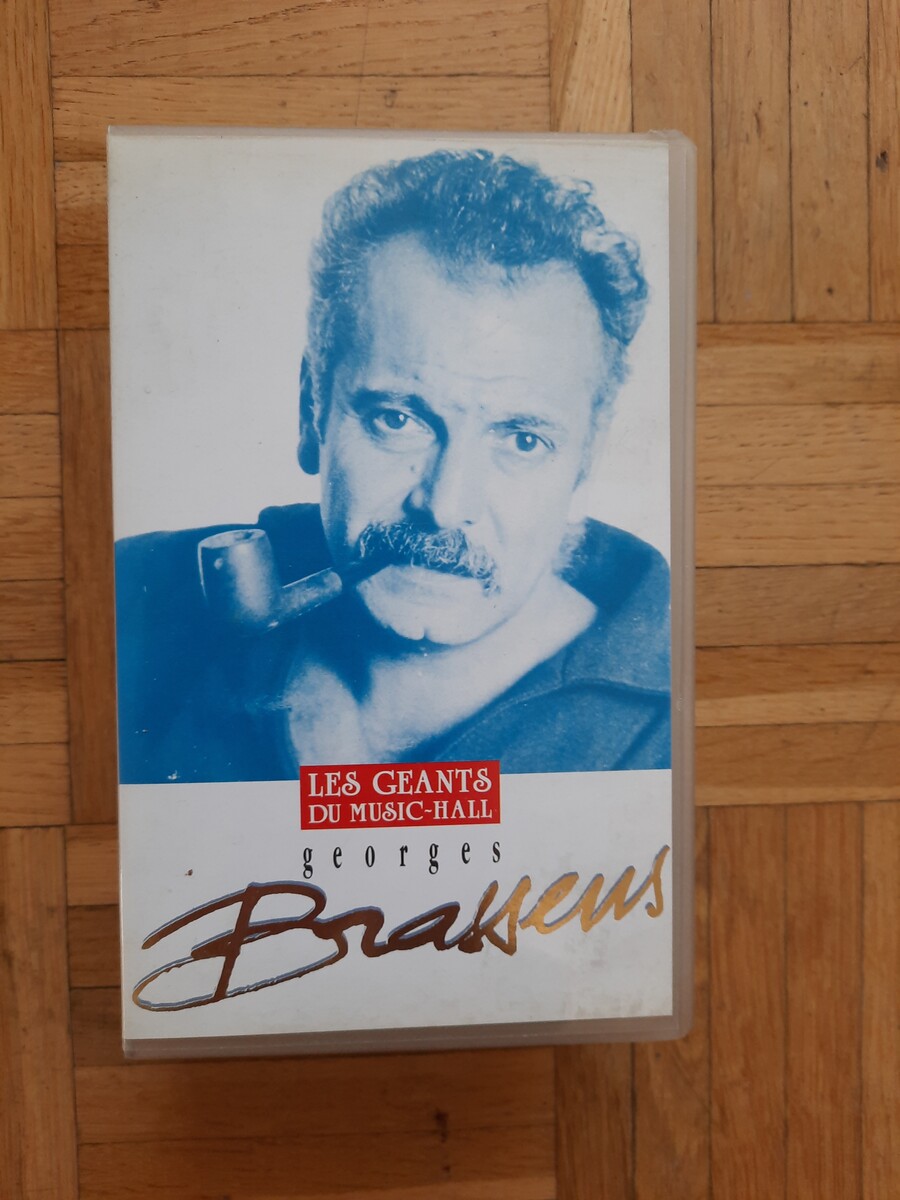 LES GEANTS
DU MUSIC~HALL
georges
Brassens